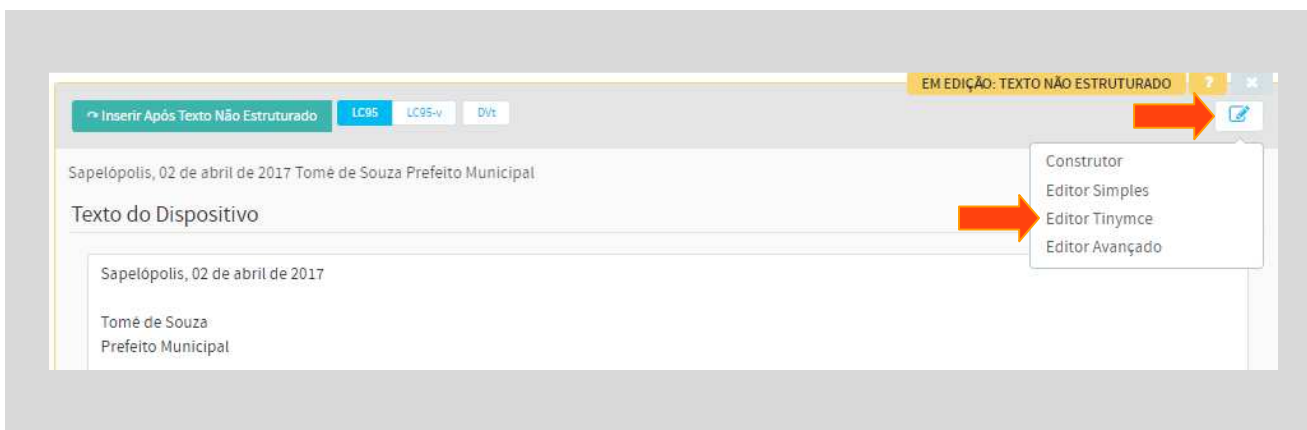 EM EDIÇÃO: TEXTO NÃO ESTRUTURADO ? ×
Inserir Após Texto Não Estruturado LC95 LC95-v DVt
Sapelópolis, 02 de abril de 2017 Tomé de Souza Prefeito Municipal
Construtor
Editor Simples
Editor Tinymce
Editor Avançado
Texto do Dispositivo
Sapelópolis, 02 de abril de 2017
Tomé de Souza
Prefeito Municipal